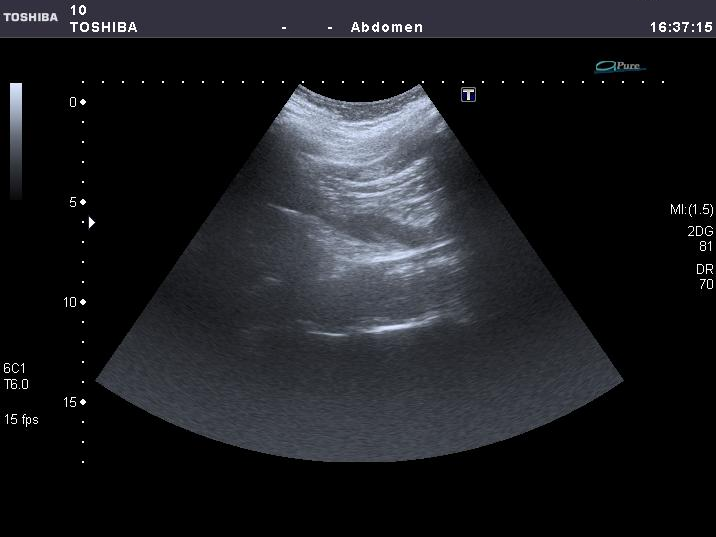 TOSHIBA
10
TOSHIBA - - Abdomen 16:37:15
aPure
T
0
5
10
15
MI:(1.5)
2DG
81
DR
70
6C1
T6.0
15 fps